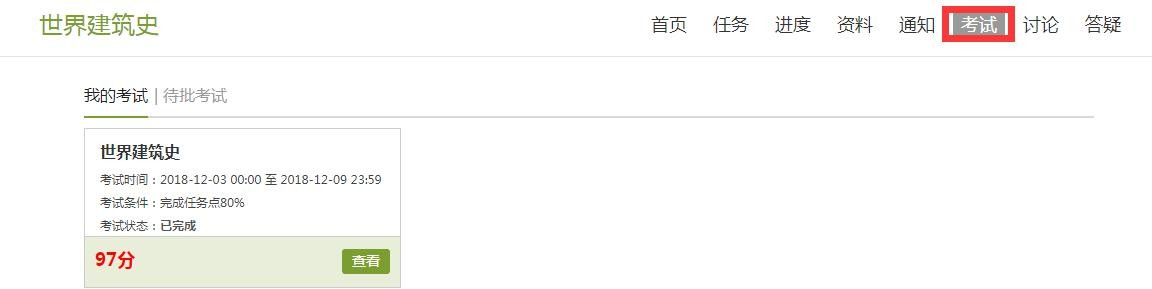 世界建筑史 首页 任务 进度 资料 通知 考试 讨论 答疑
我的考试 | 待批考试
世界建筑史
考试时间：2018-12-03 00:00 至 2018-12-09 23:59
考试条件：完成任务点80%
考试状态：已完成
97分 查看